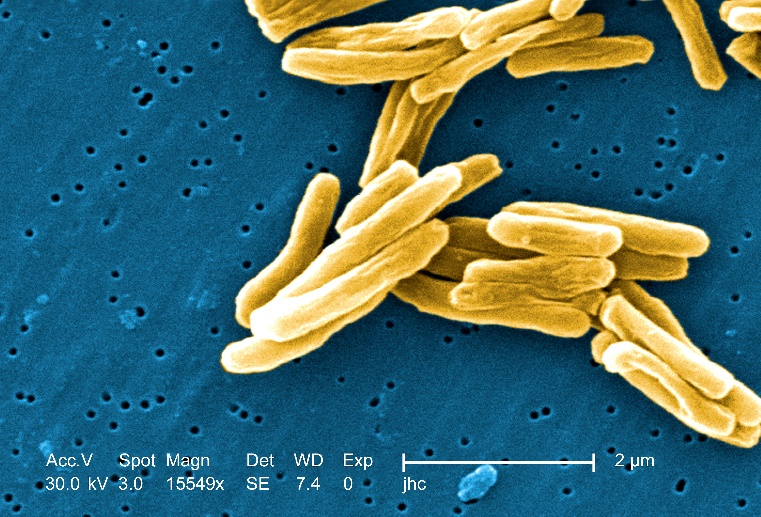 Acc.V Spot Magn Det WD Exp 2 µm
30.0 kV 3.0 15549x SE 7.4 0 jhc